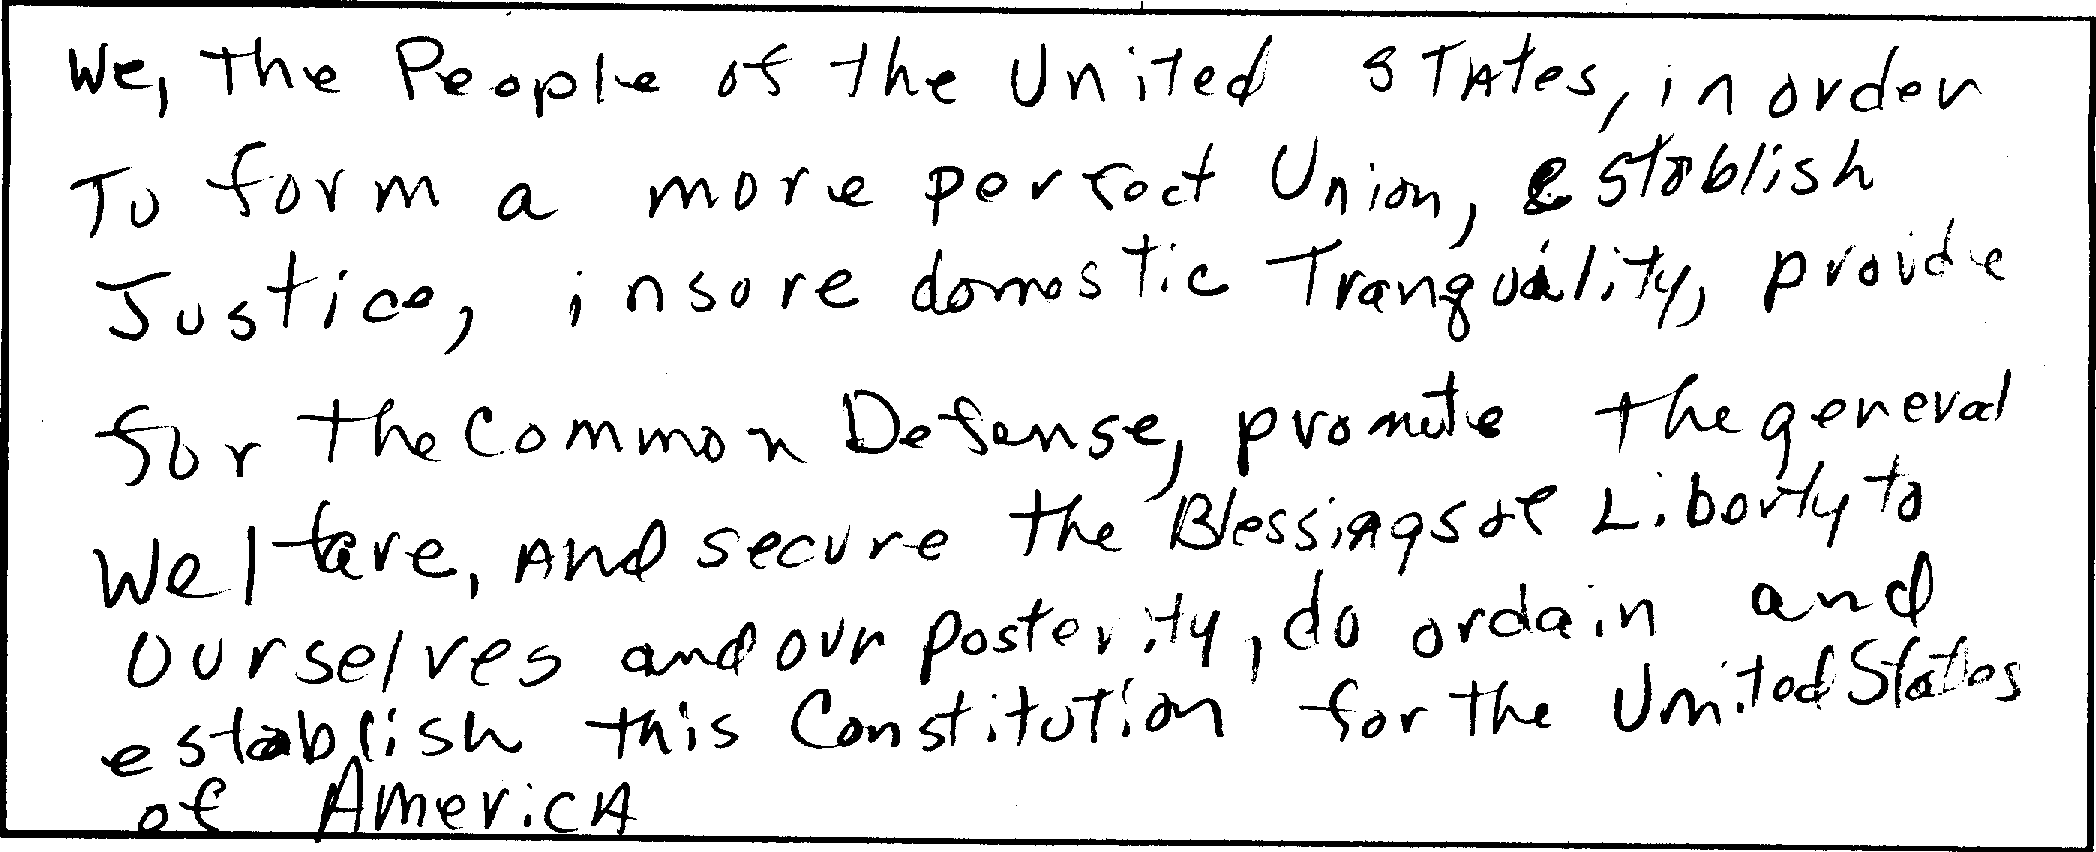 We, the People of the United States, in order
To form a more perfect Union, establish
Justice, insure domestic Tranquility, provide
for the Common Defense, promote the general
Welfare, and secure the Blessings of Liberty to
ourselves and our posterity, do ordain and
establish this Constitution for the United States
of America